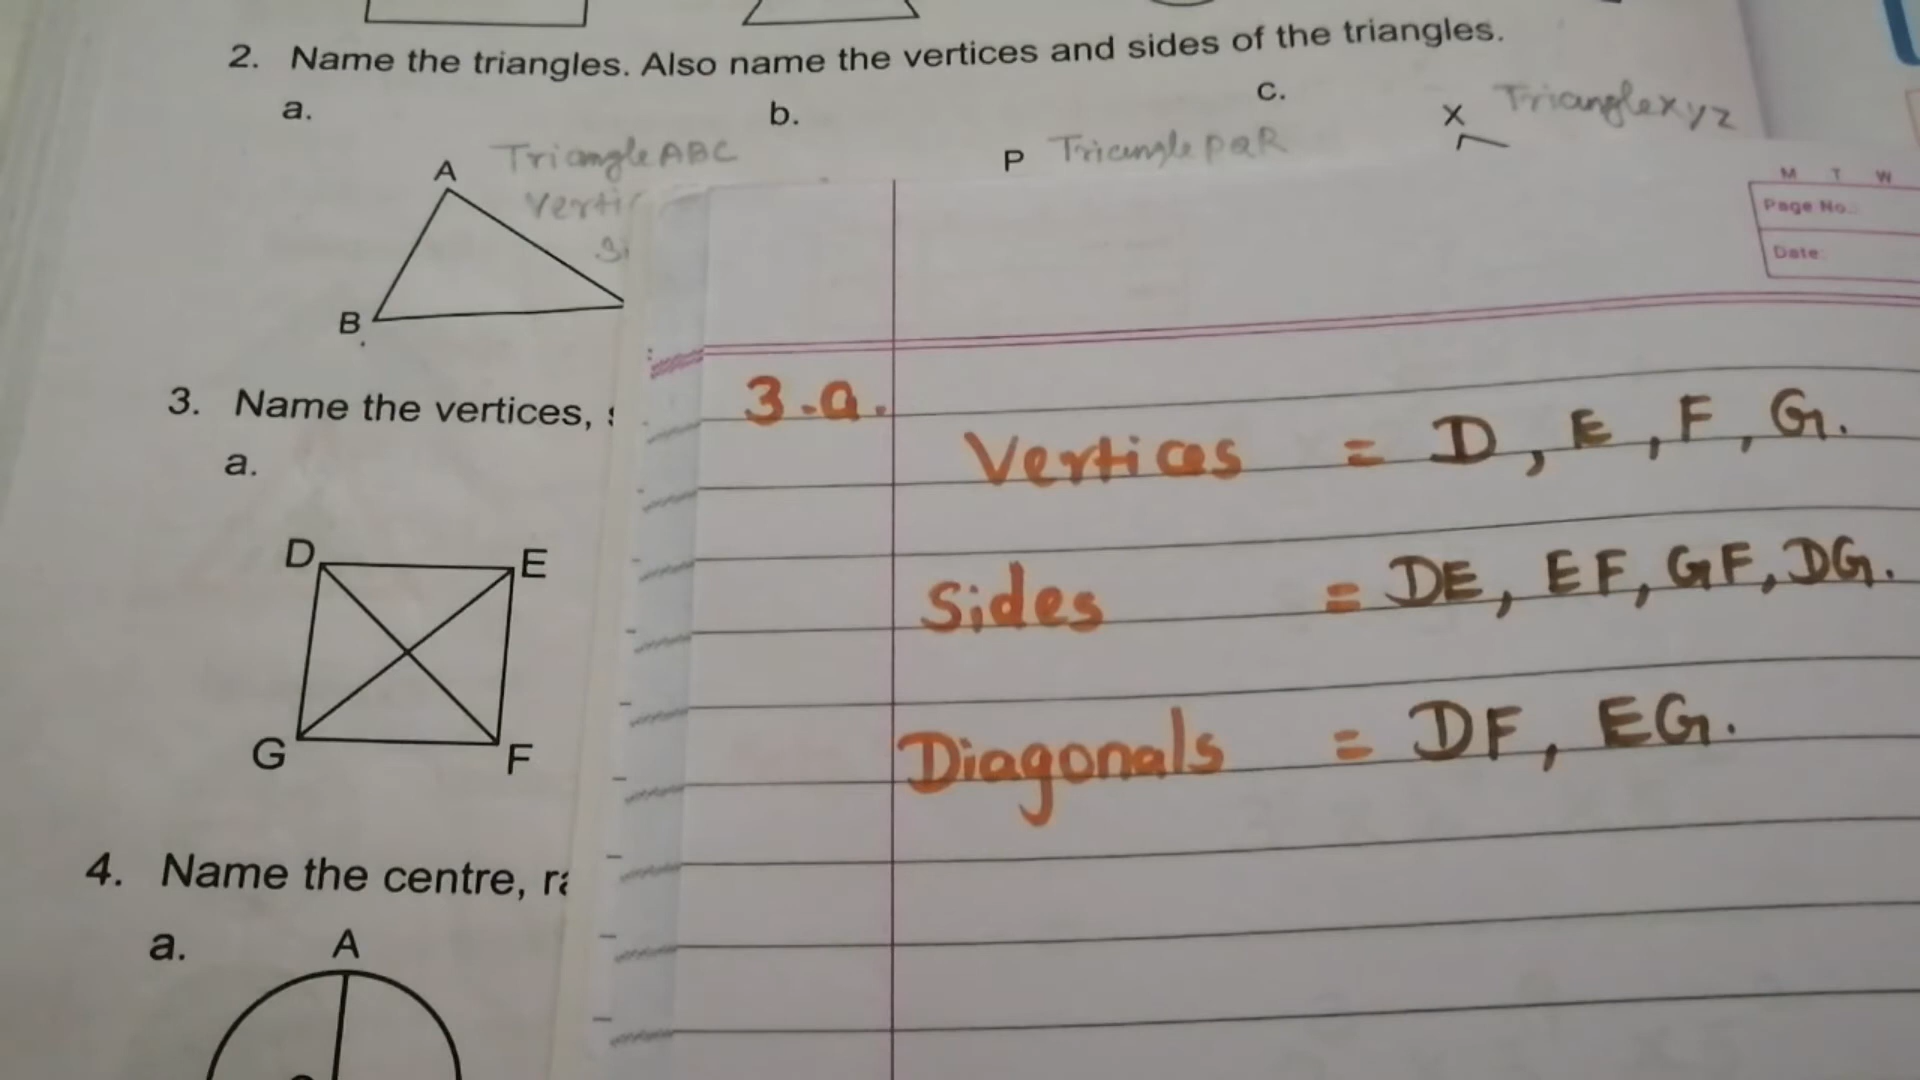 2. Name the triangles. Also name the vertices and sides of the triangles.
a.
b.
c.
A
Triangle ABC
P
Triangle PQR
X
Triangle xyz
B
M T W
Page No.:
Date:
3. Name the vertices,
a.
D
E
G
F
3.a.
Vertices = D, E, F, G.
Sides = DE, EF, GF, DG.
Diagonals = DF, EG.
4. Name the centre,
a.
A